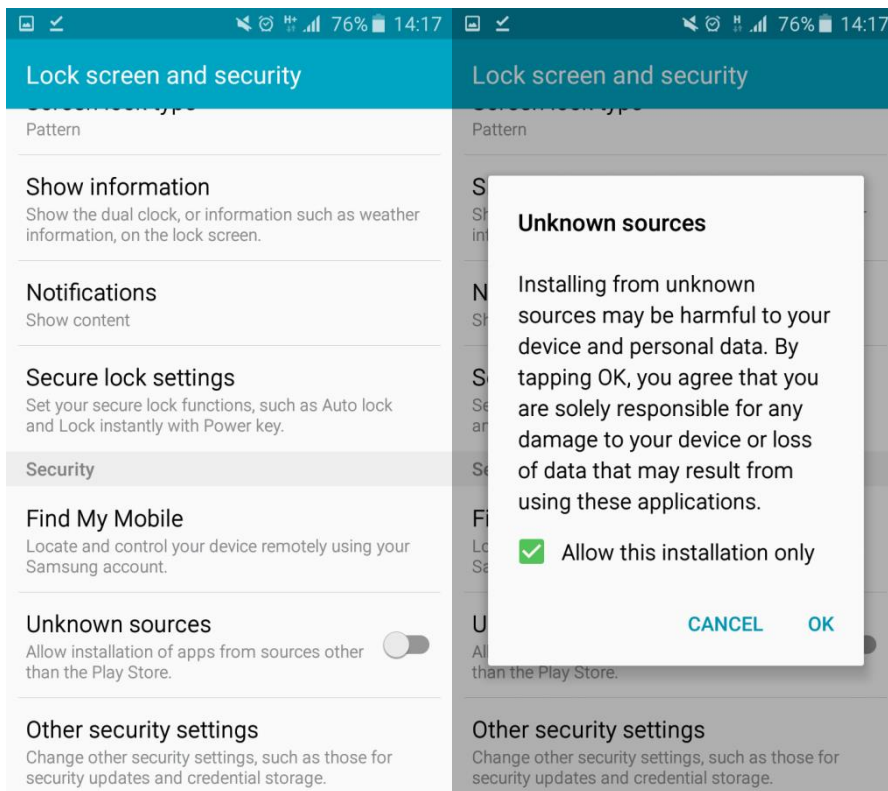 76% 14:17
Lock screen and security
Pattern
Show information
Show the dual clock, or information such as weather
information, on the lock screen.
Notifications
Show content
Secure lock settings
Set your secure lock functions, such as Auto lock
and Lock instantly with Power key.
Security
Find My Mobile
Locate and control your device remotely using your
Samsung account.
Unknown sources
Allow installation of apps from sources other
than the Play Store.
Other security settings
Change other security settings, such as those for
security updates and credential storage.
76% 14:17
Lock screen and security
Pattern
Unknown sources
Installing from unknown
sources may be harmful to your
device and personal data. By
tapping OK, you agree that you
are solely responsible for any
damage to your device or loss
of data that may result from
using these applications.
Allow this installation only
CANCEL OK
than the Play Store.
Other security settings
Change other security settings, such as those for
security updates and credential storage.